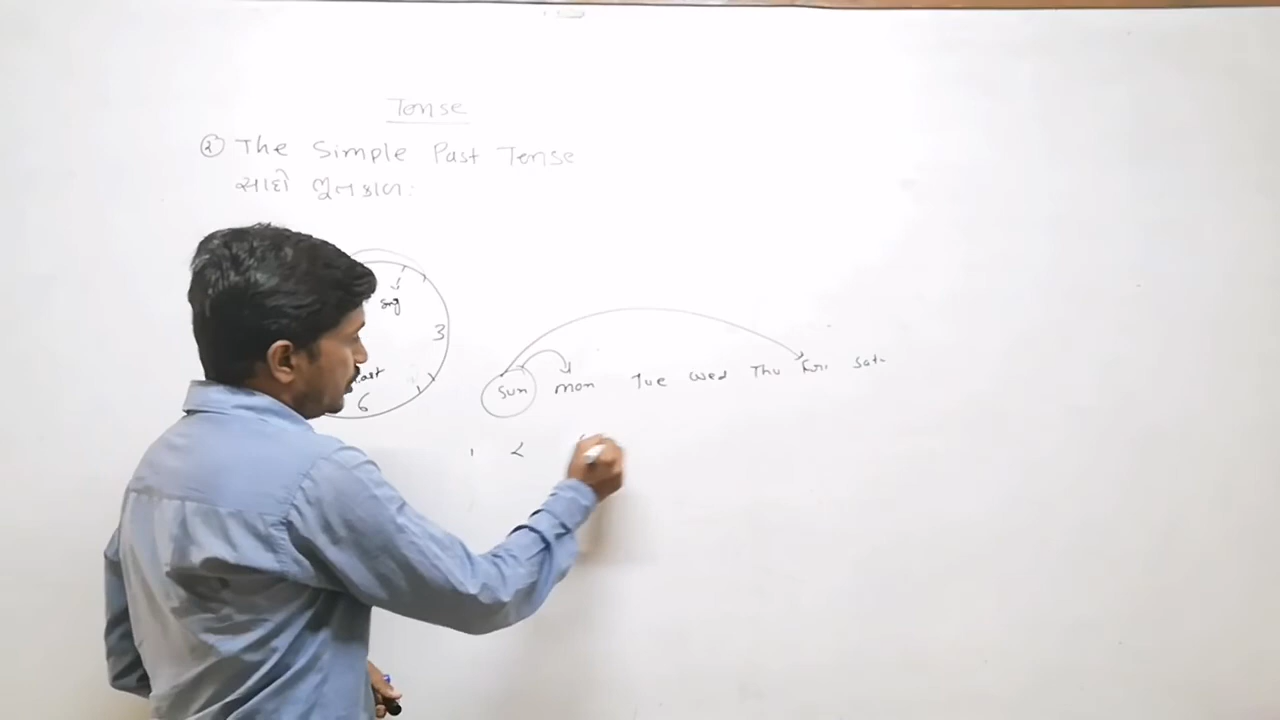 Tense
② The Simple Past Tense
સાદો ભૂતકાળ:
3
6
Sun Mon Tue Wed Thu Fri Sat